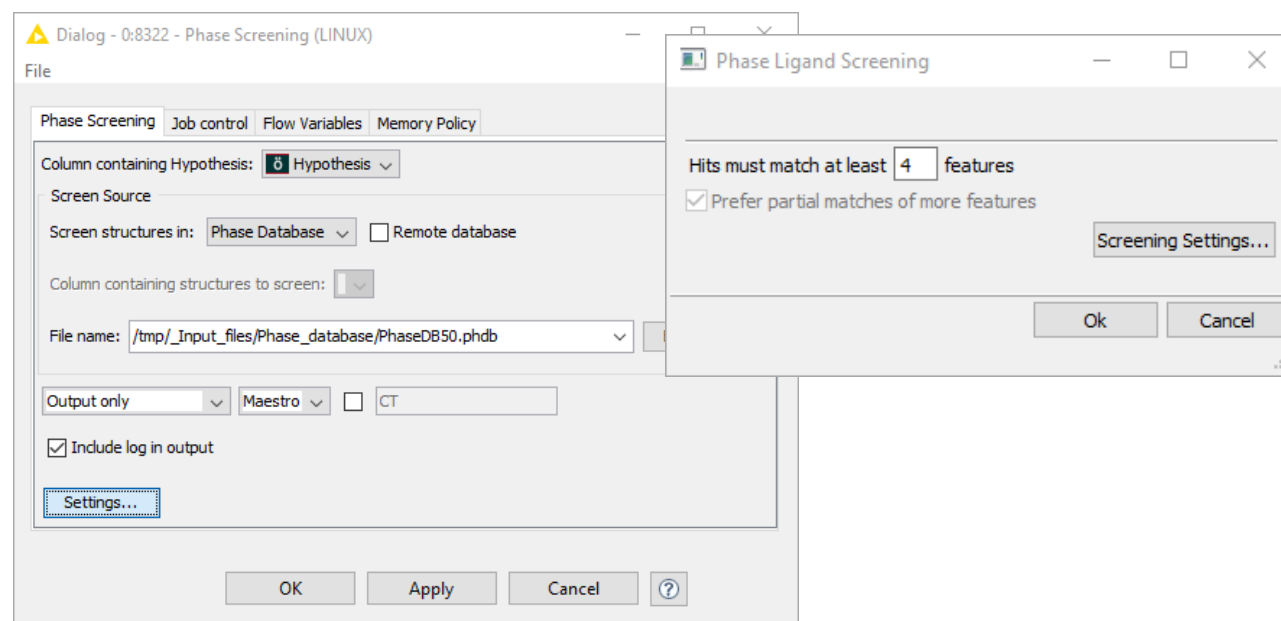 Dialog - 0:8322 - Phase Screening (LINUX)
File
Phase Screening Job control Flow Variables Memory Policy
Column containing Hypothesis: Hypothesis
Screen Source
Screen structures in: Phase Database Remote database
Column containing structures to screen:
File name: /tmp/_Input_files/Phase_database/PhaseDB50.phdb
Output only Maestro CT
Include log in output
Settings...
OK Apply Cancel ?
Phase Ligand Screening
Hits must match at least 4 features
Prefer partial matches of more features
Screening Settings...
Ok Cancel